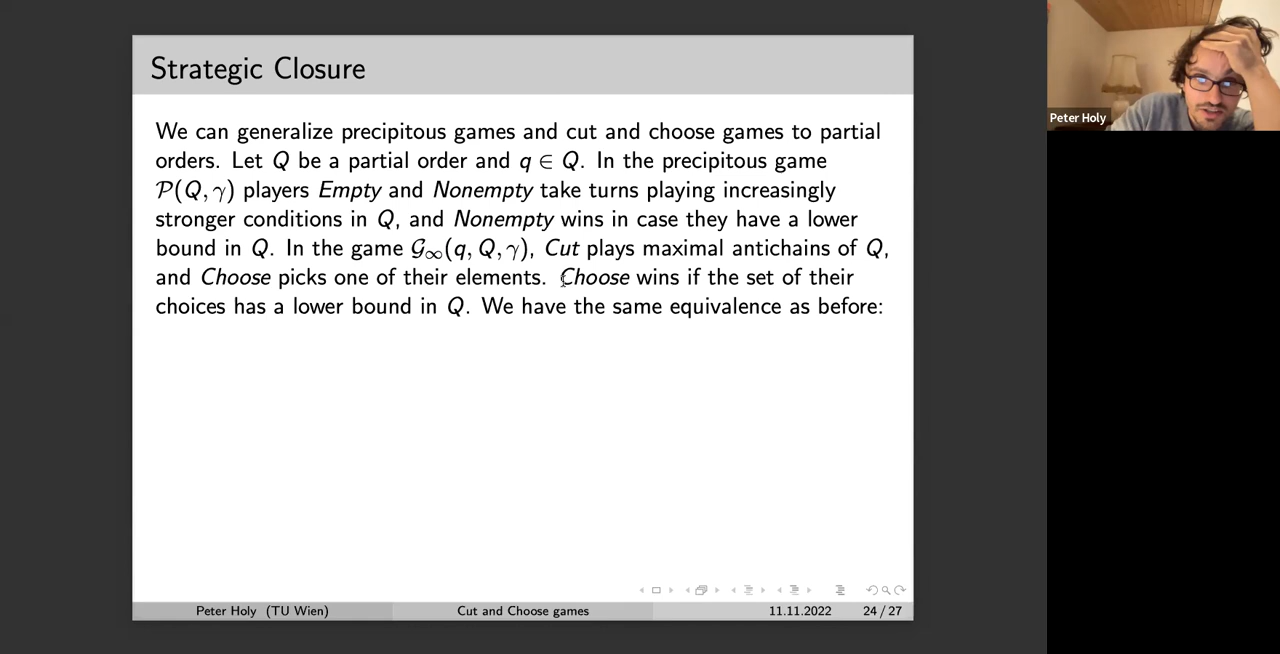 Strategic Closure
We can generalize precipitous games and cut and choose games to partial
orders. Let Q be a partial order and q ∈ Q. In the precipitous game
𝒫(Q, γ) players Empty and Nonempty take turns playing increasingly
stronger conditions in Q, and Nonempty wins in case they have a lower
bound in Q. In the game 𝒢∞(q, Q, γ), Cut plays maximal antichains of Q,
and Choose picks one of their elements. Choose wins if the set of their
choices has a lower bound in Q. We have the same equivalence as before:
Peter Holy (TU Wien) Cut and Choose games 11.11.2022 24 / 27
Peter Holy